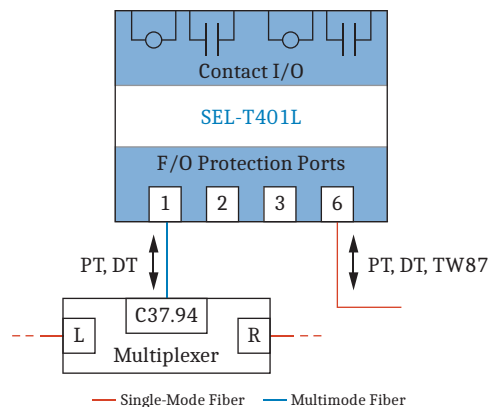 Contact I/O
SEL-T401L
F/O Protection Ports
1 2 3 6
PT, DT
PT, DT, TW87
C37.94
L R
Multiplexer
Single-Mode Fiber Multimode Fiber